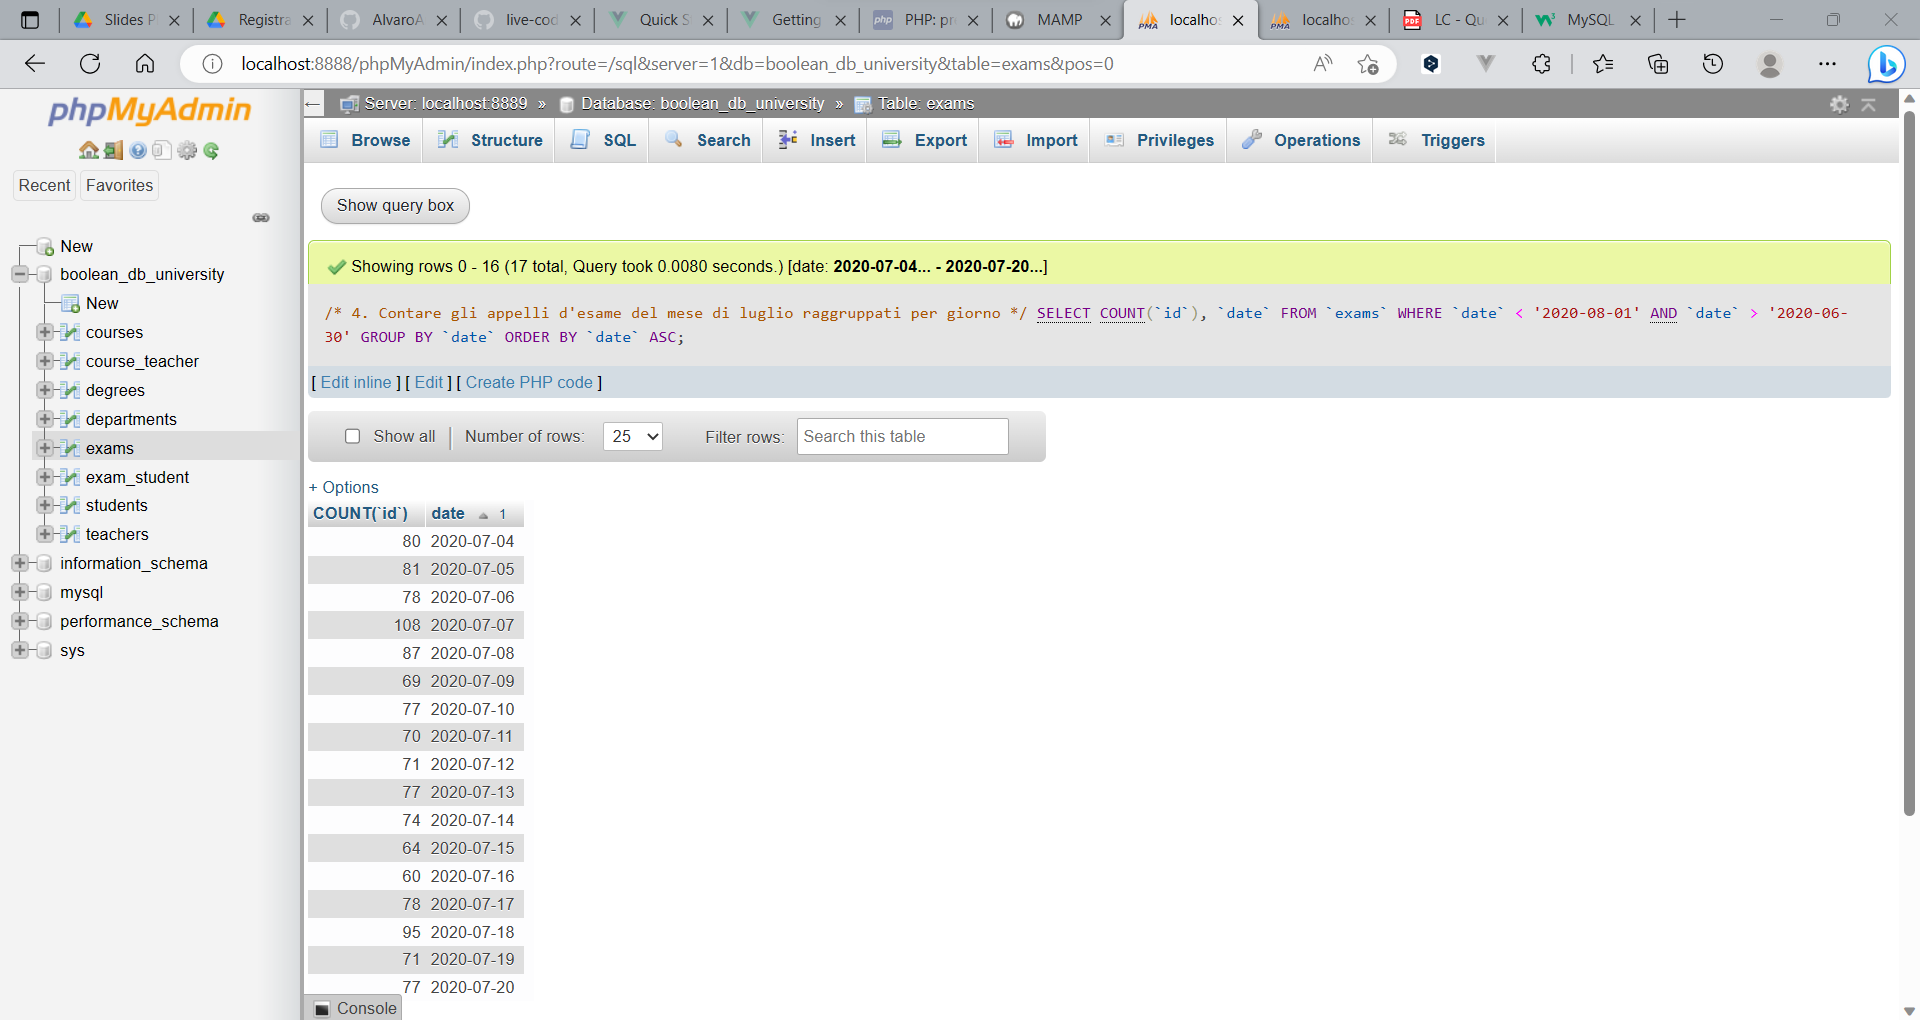 Slides P
Registra
AlvaroA
live-cod
Quick S
Getting
php PHP: pr
MAMP
PMA localhos
PMA localhos
PDF LC - Qu
MySQL
localhost:8888/phpMyAdmin/index.php?route=/sql&server=1&db=boolean_db_university&table=exams&pos=0
phpMyAdmin
Recent Favorites
New
boolean_db_university
New
courses
course_teacher
degrees
departments
exams
exam_student
students
teachers
information_schema
mysql
performance_schema
sys
Server: localhost:8889 » Database: boolean_db_university » Table: exams
Browse Structure SQL Search Insert Export Import Privileges Operations Triggers
Show query box
Showing rows 0 - 16 (17 total, Query took 0.0080 seconds.) [date: 2020-07-04... - 2020-07-20...]
/* 4. Contare gli appelli d'esame del mese di luglio raggruppati per giorno */ SELECT COUNT(`id`), `date` FROM `exams` WHERE `date` < '2020-08-01' AND `date` > '2020-06-
30' GROUP BY `date` ORDER BY `date` ASC;
[ Edit inline ] [ Edit ] [ Create PHP code ]
Show all Number of rows: 25 Filter rows: Search this table
+ Options
COUNT(`id`) date 1
80 2020-07-04
81 2020-07-05
78 2020-07-06
108 2020-07-07
87 2020-07-08
69 2020-07-09
77 2020-07-10
70 2020-07-11
71 2020-07-12
77 2020-07-13
74 2020-07-14
64 2020-07-15
60 2020-07-16
78 2020-07-17
95 2020-07-18
71 2020-07-19
77 2020-07-20
Console